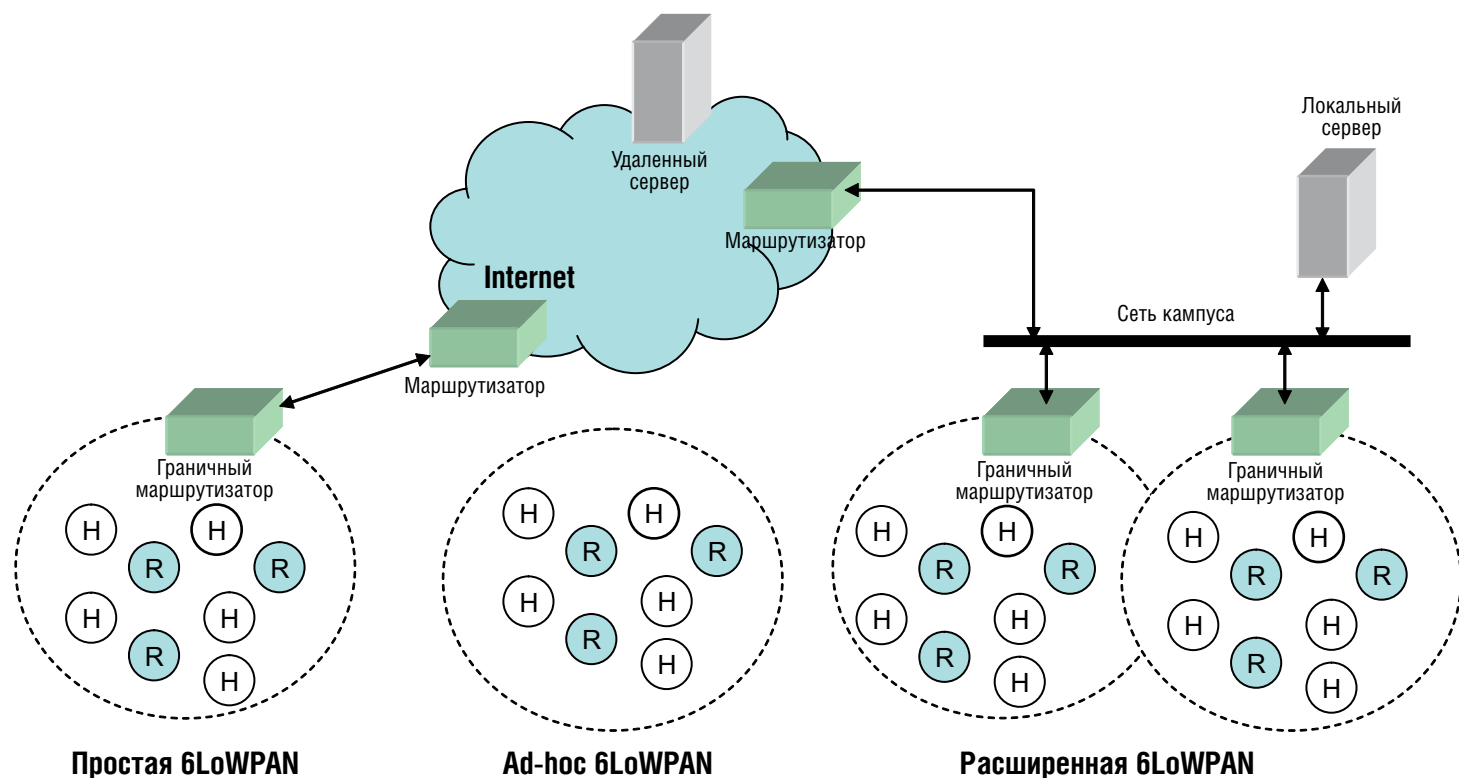 Удаленный
сервер
Локальный
сервер
Маршрутизатор
Internet
Сеть кампуса
Маршрутизатор
Граничный
маршрутизатор
H
H
R
R
H
H
R
H
H
H
R
R
H
H
R
H
Граничный
маршрутизатор
H
H
R
R
H
H
R
H
Граничный
маршрутизатор
H
H
R
R
H
H
R
H
Простая 6LoWPAN
Ad-hoc 6LoWPAN
Расширенная 6LoWPAN